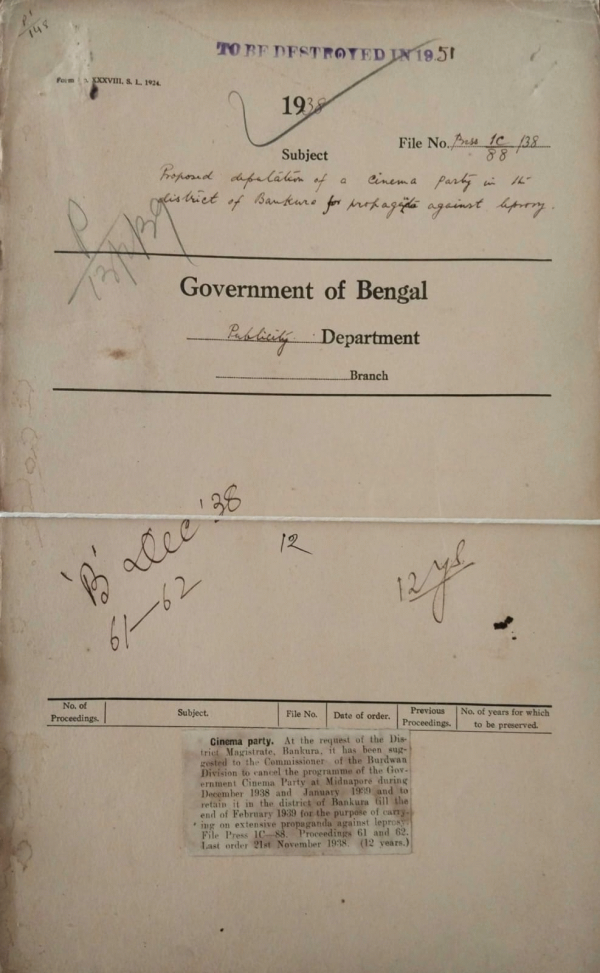 P1/148
TO BE DESTROYED IN 1951
XXXVIII, S. L., 1924.
1938
File No. Press 1C/88 /38
Subject
Proposed deputation of a cinema party in the
district of Bankura for propaganda against leprosy.
Government of Bengal
Publicity Department
Branch
'B' Dec '38
61—62
12
12 ys.
No. of Proceedings. Subject. File No. Date of order. Previous Proceedings. No. of years for which to be preserved.
Cinema party. At the request of the Dis-
trict Magistrate, Bankura, it has been sug-
gested to the Commissioner of the Burdwan
Division to cancel the programme of the Gov-
ernment Cinema Party at Midnapore during
December 1938 and January 1939 and to
retain it in the district of Bankura till the
end of February 1939 for the purpose of carry-
ing on extensive propaganda against leprosy.
File Press 1C—88. Proceedings 61 and 62.
Last order 21st November 1938. (12 years.)